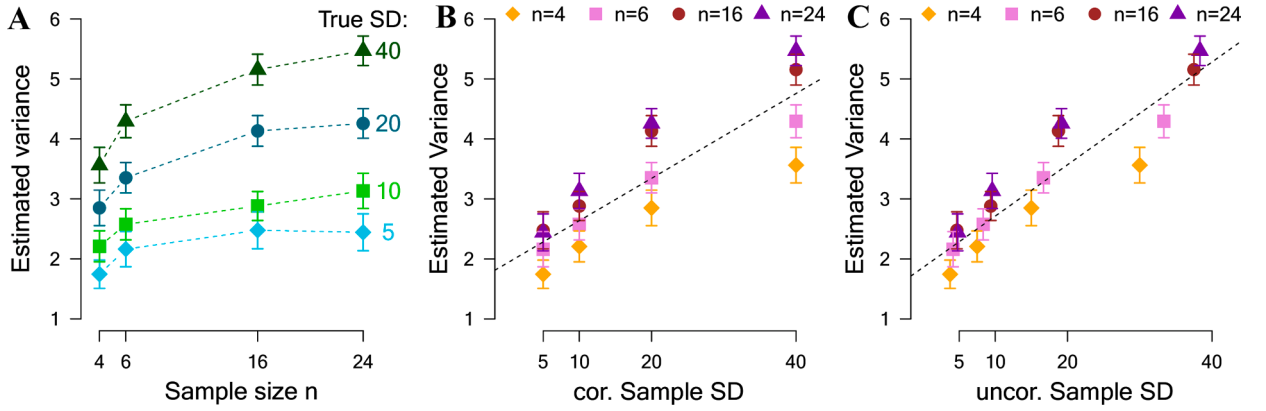 A
True SD:
6
5
4
3
2
1
40
20
10
5
Estimated variance
4 6 16 24
Sample size n
B
n=4 n=6 n=16 n=24
6
5
4
3
2
1
Estimated Variance
5 10 20 40
cor. Sample SD
C
n=4 n=6 n=16 n=24
6
5
4
3
2
1
Estimated Variance
5 10 20 40
uncor. Sample SD